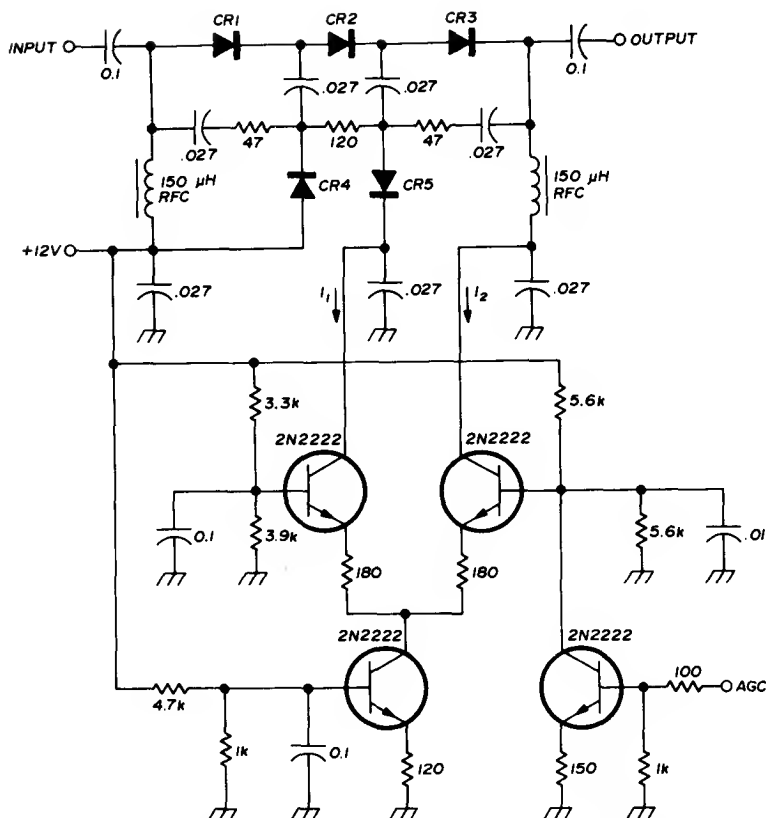 CR1 CR2 CR3
INPUT 0.1 0.1 OUTPUT
.027 .027
.027 47 120 47 .027
150 µH RFC CR4 CR5 150 µH RFC
+12V
.027 I1 .027 I2 .027
3.3k 5.6k
2N2222 2N2222
0.1 3.9k 5.6k .01
180 180
2N2222 2N2222
4.7k 100 AGC
1k 0.1 120 150 1k